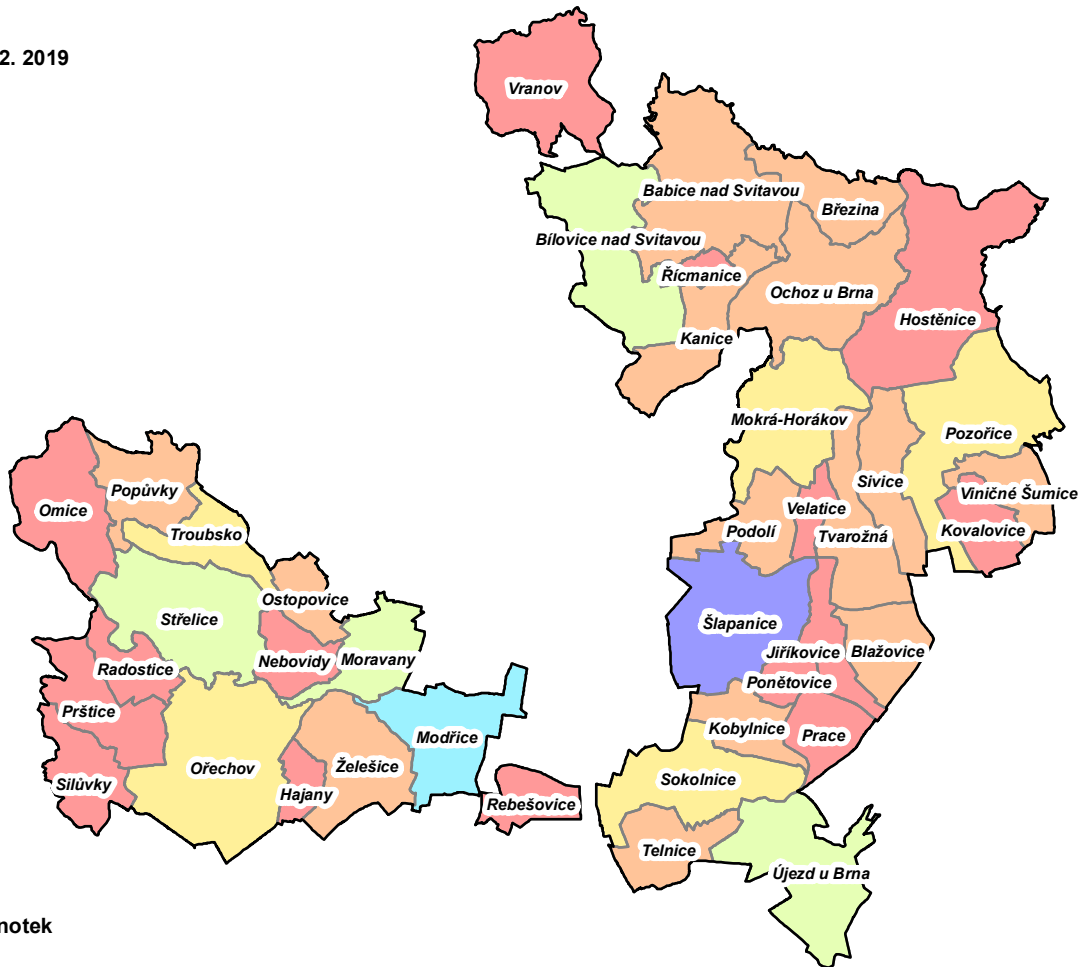 2. 2019
Vranov
Babice nad Svitavou
Březina
Bílovice nad Svitavou
Řícmanice
Ochoz u Brna
Hostěnice
Kanice
Mokrá-Horákov
Pozořice
Popůvky
Omice
Sivice
Viničné Šumice
Velatice
Troubsko
Podolí
Tvarožná
Kovalovice
Ostopovice
Střelice
Šlapanice
Jiříkovice
Blažovice
Nebovidy
Moravany
Radostice
Ponětovice
Prštice
Kobylnice
Prace
Modřice
Ořechov
Želešice
Sokolnice
Silůvky
Hajany
Rebešovice
Telnice
Újezd u Brna
notek